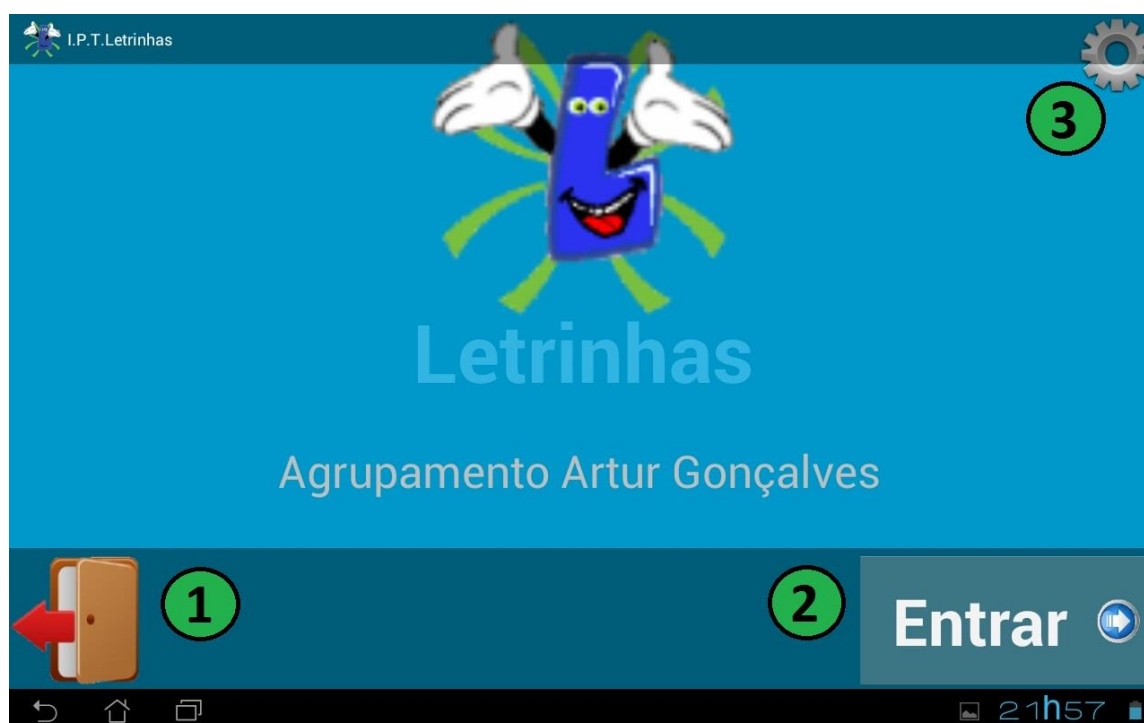 I.P.T.Letrinhas
3
Letrinhas
Agrupamento Artur Gonçalves
1
2
Entrar
21h57